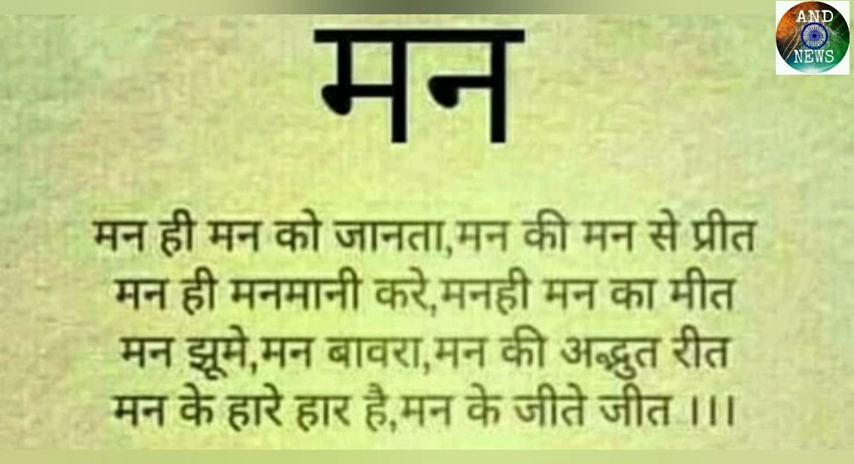 AND
NEWS
मन
मन ही मन को जानता,मन की मन से प्रीत
मन ही मनमानी करे,मनही मन का मीत
मन झूमे,मन बावरा,मन की अद्भुत रीत
मन के हारे हार है,मन के जीते जीत ।।।